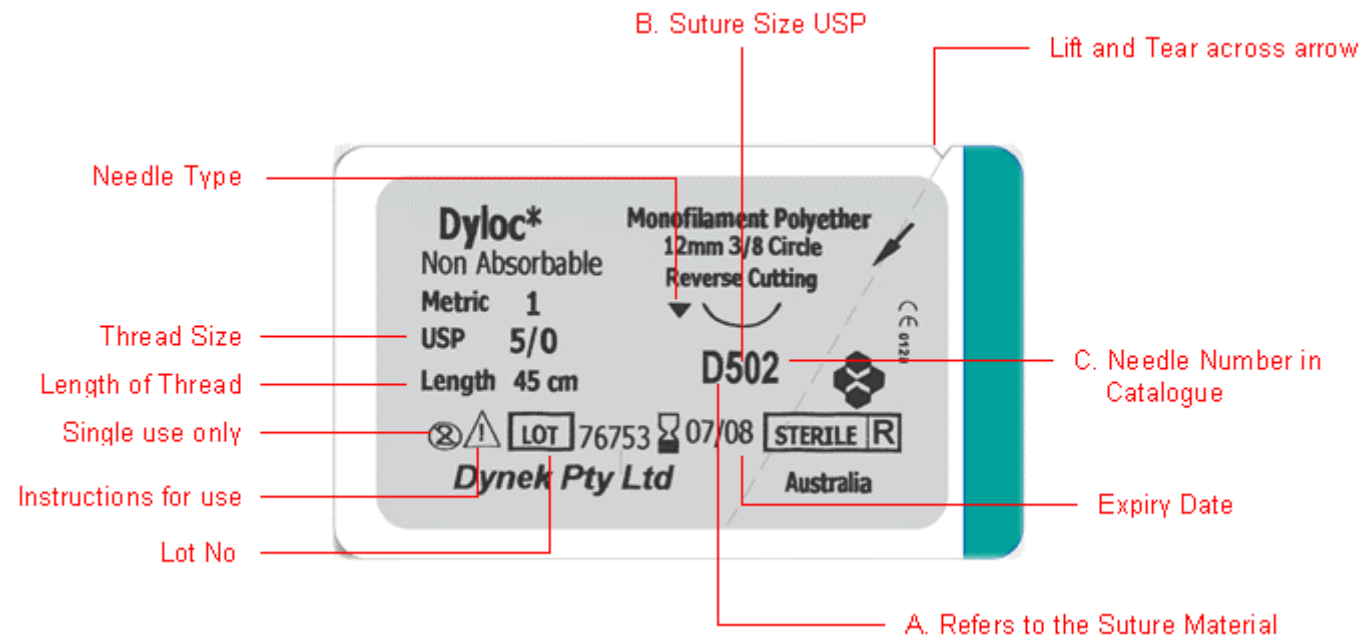 B. Suture Size USP
Lift and Tear across arrow
Needle Type
Dyloc*
Non Absorbable
Metric 1
USP 5/0
Length 45 cm
Monofilament Polyether
12mm 3/8 Circle
Reverse Cutting
D502
CE 0120
Thread Size
Length of Thread
Single use only
Instructions for use
Lot No
C. Needle Number in
Catalogue
2
LOT 76753 07/08 STERILE R
Dynek Pty Ltd
Australia
Expiry Date
A. Refers to the Suture Material